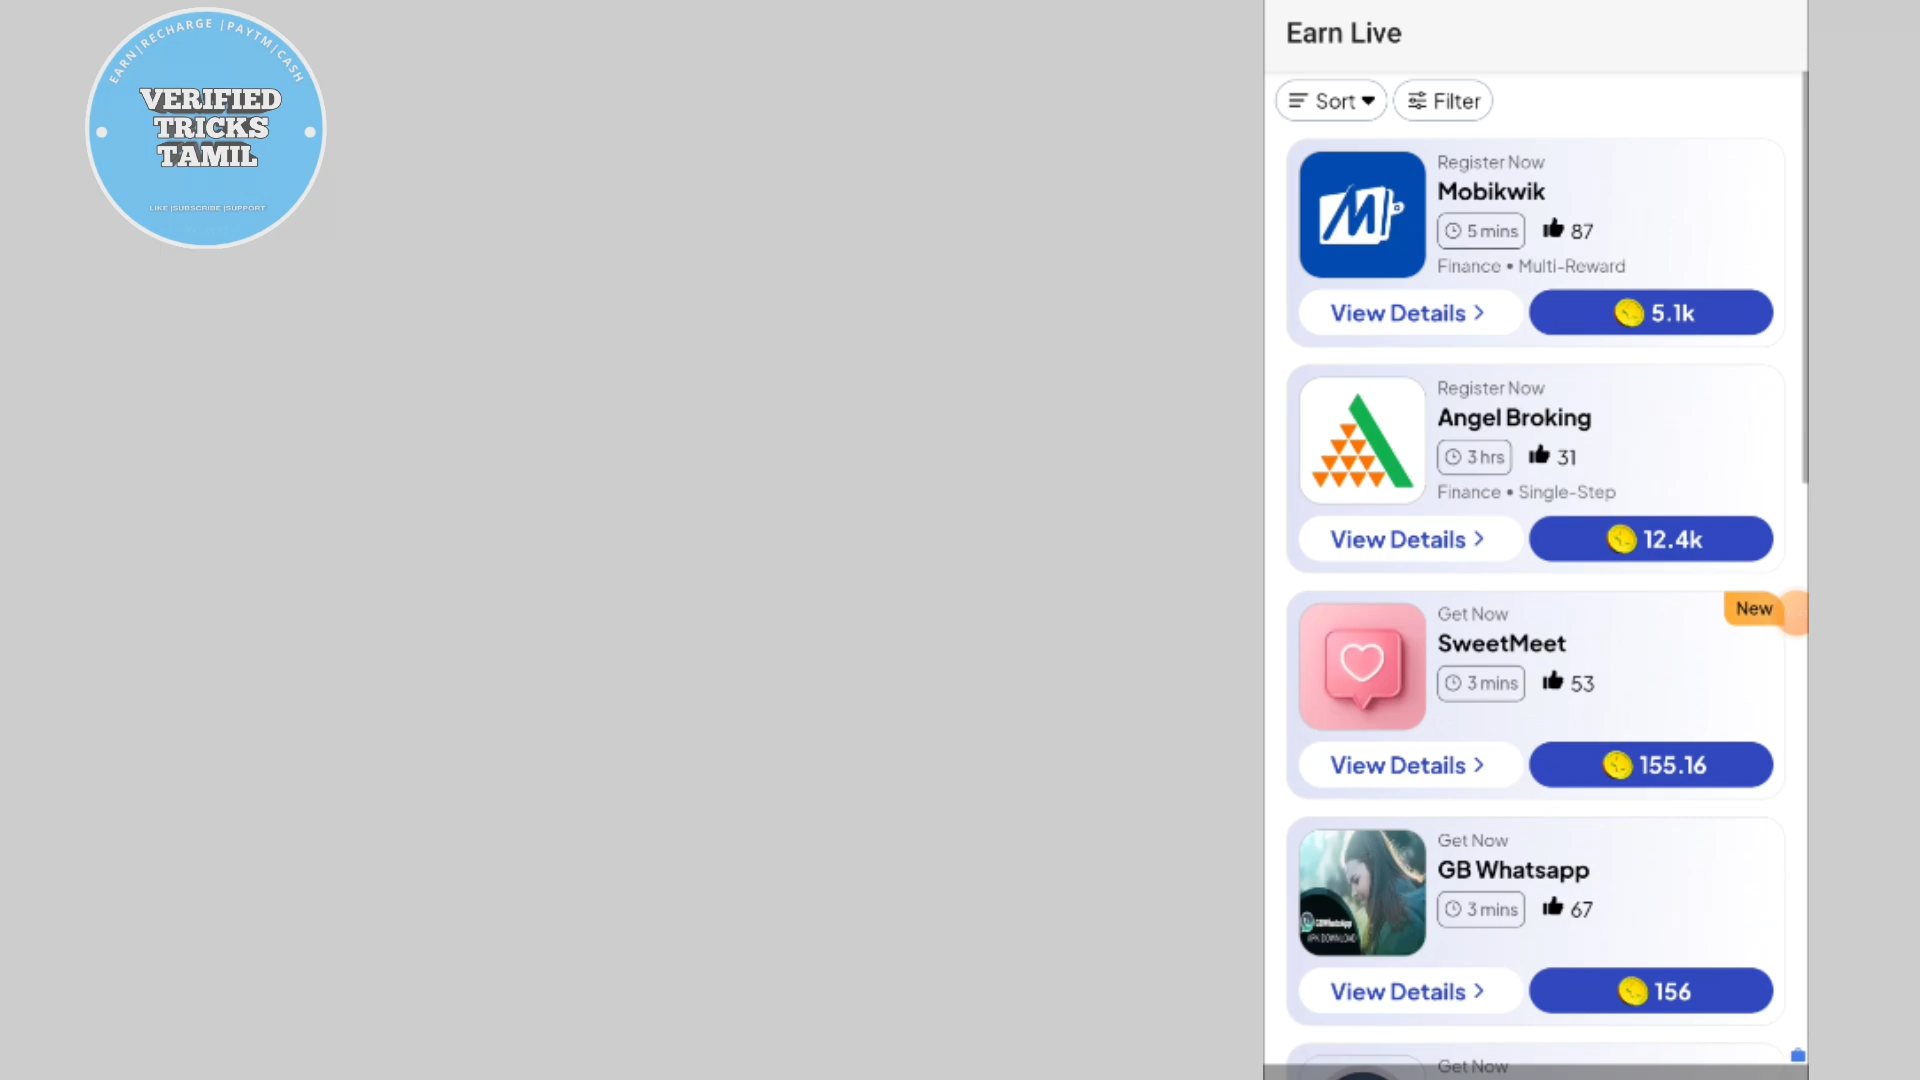 EARN|RECHARGE |PAYTM|CASH
VERIFIED
TRICKS
TAMIL
LIKE |SUBSCRIBE |SUPPORT
Earn Live
Sort
Filter
Register Now
Mobikwik
5 mins
87
Finance • Multi-Reward
View Details >
5.1k
Register Now
Angel Broking
3 hrs
31
Finance • Single-Step
View Details >
12.4k
New
Get Now
SweetMeet
3 mins
53
View Details >
155.16
Get Now
GB Whatsapp
3 mins
67
GBWhatsApp
APK DOWNLOAD
View Details >
156
Get Now